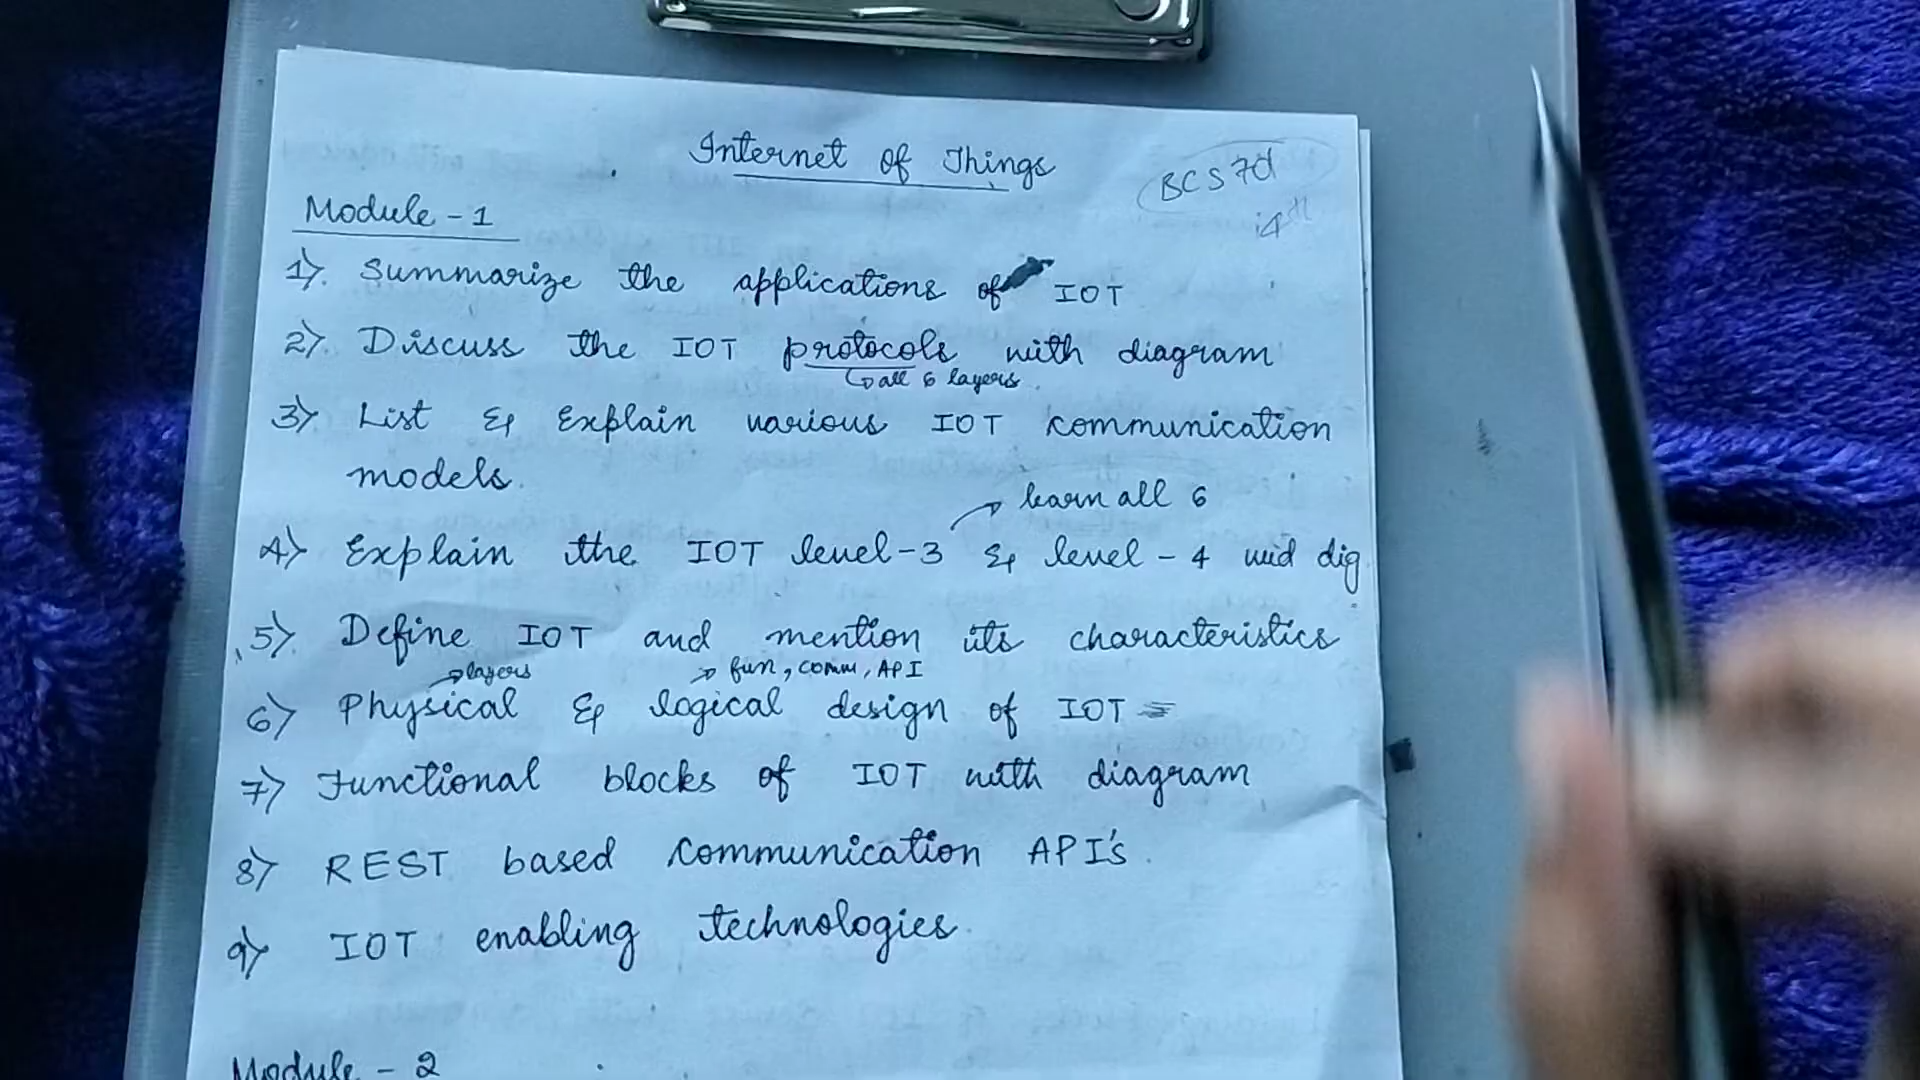 Internet of Things
BCS7d
Module - 1
1). Summarize the applications of IOT
2). Discuss the IOT protocols with diagram
all 6 layers.
3) List & Explain various IOT communication
models.
→ learn all 6
4) Explain the IOT level-3 & level - 4 wid dig
5). Define IOT and mention its characteristics
→ layers → fun, comm, API
6) Physical & logical design of IOT
7) Functional blocks of IOT with diagram
8) REST based communication API's.
9) IOT enabling technologies.
Module - 2